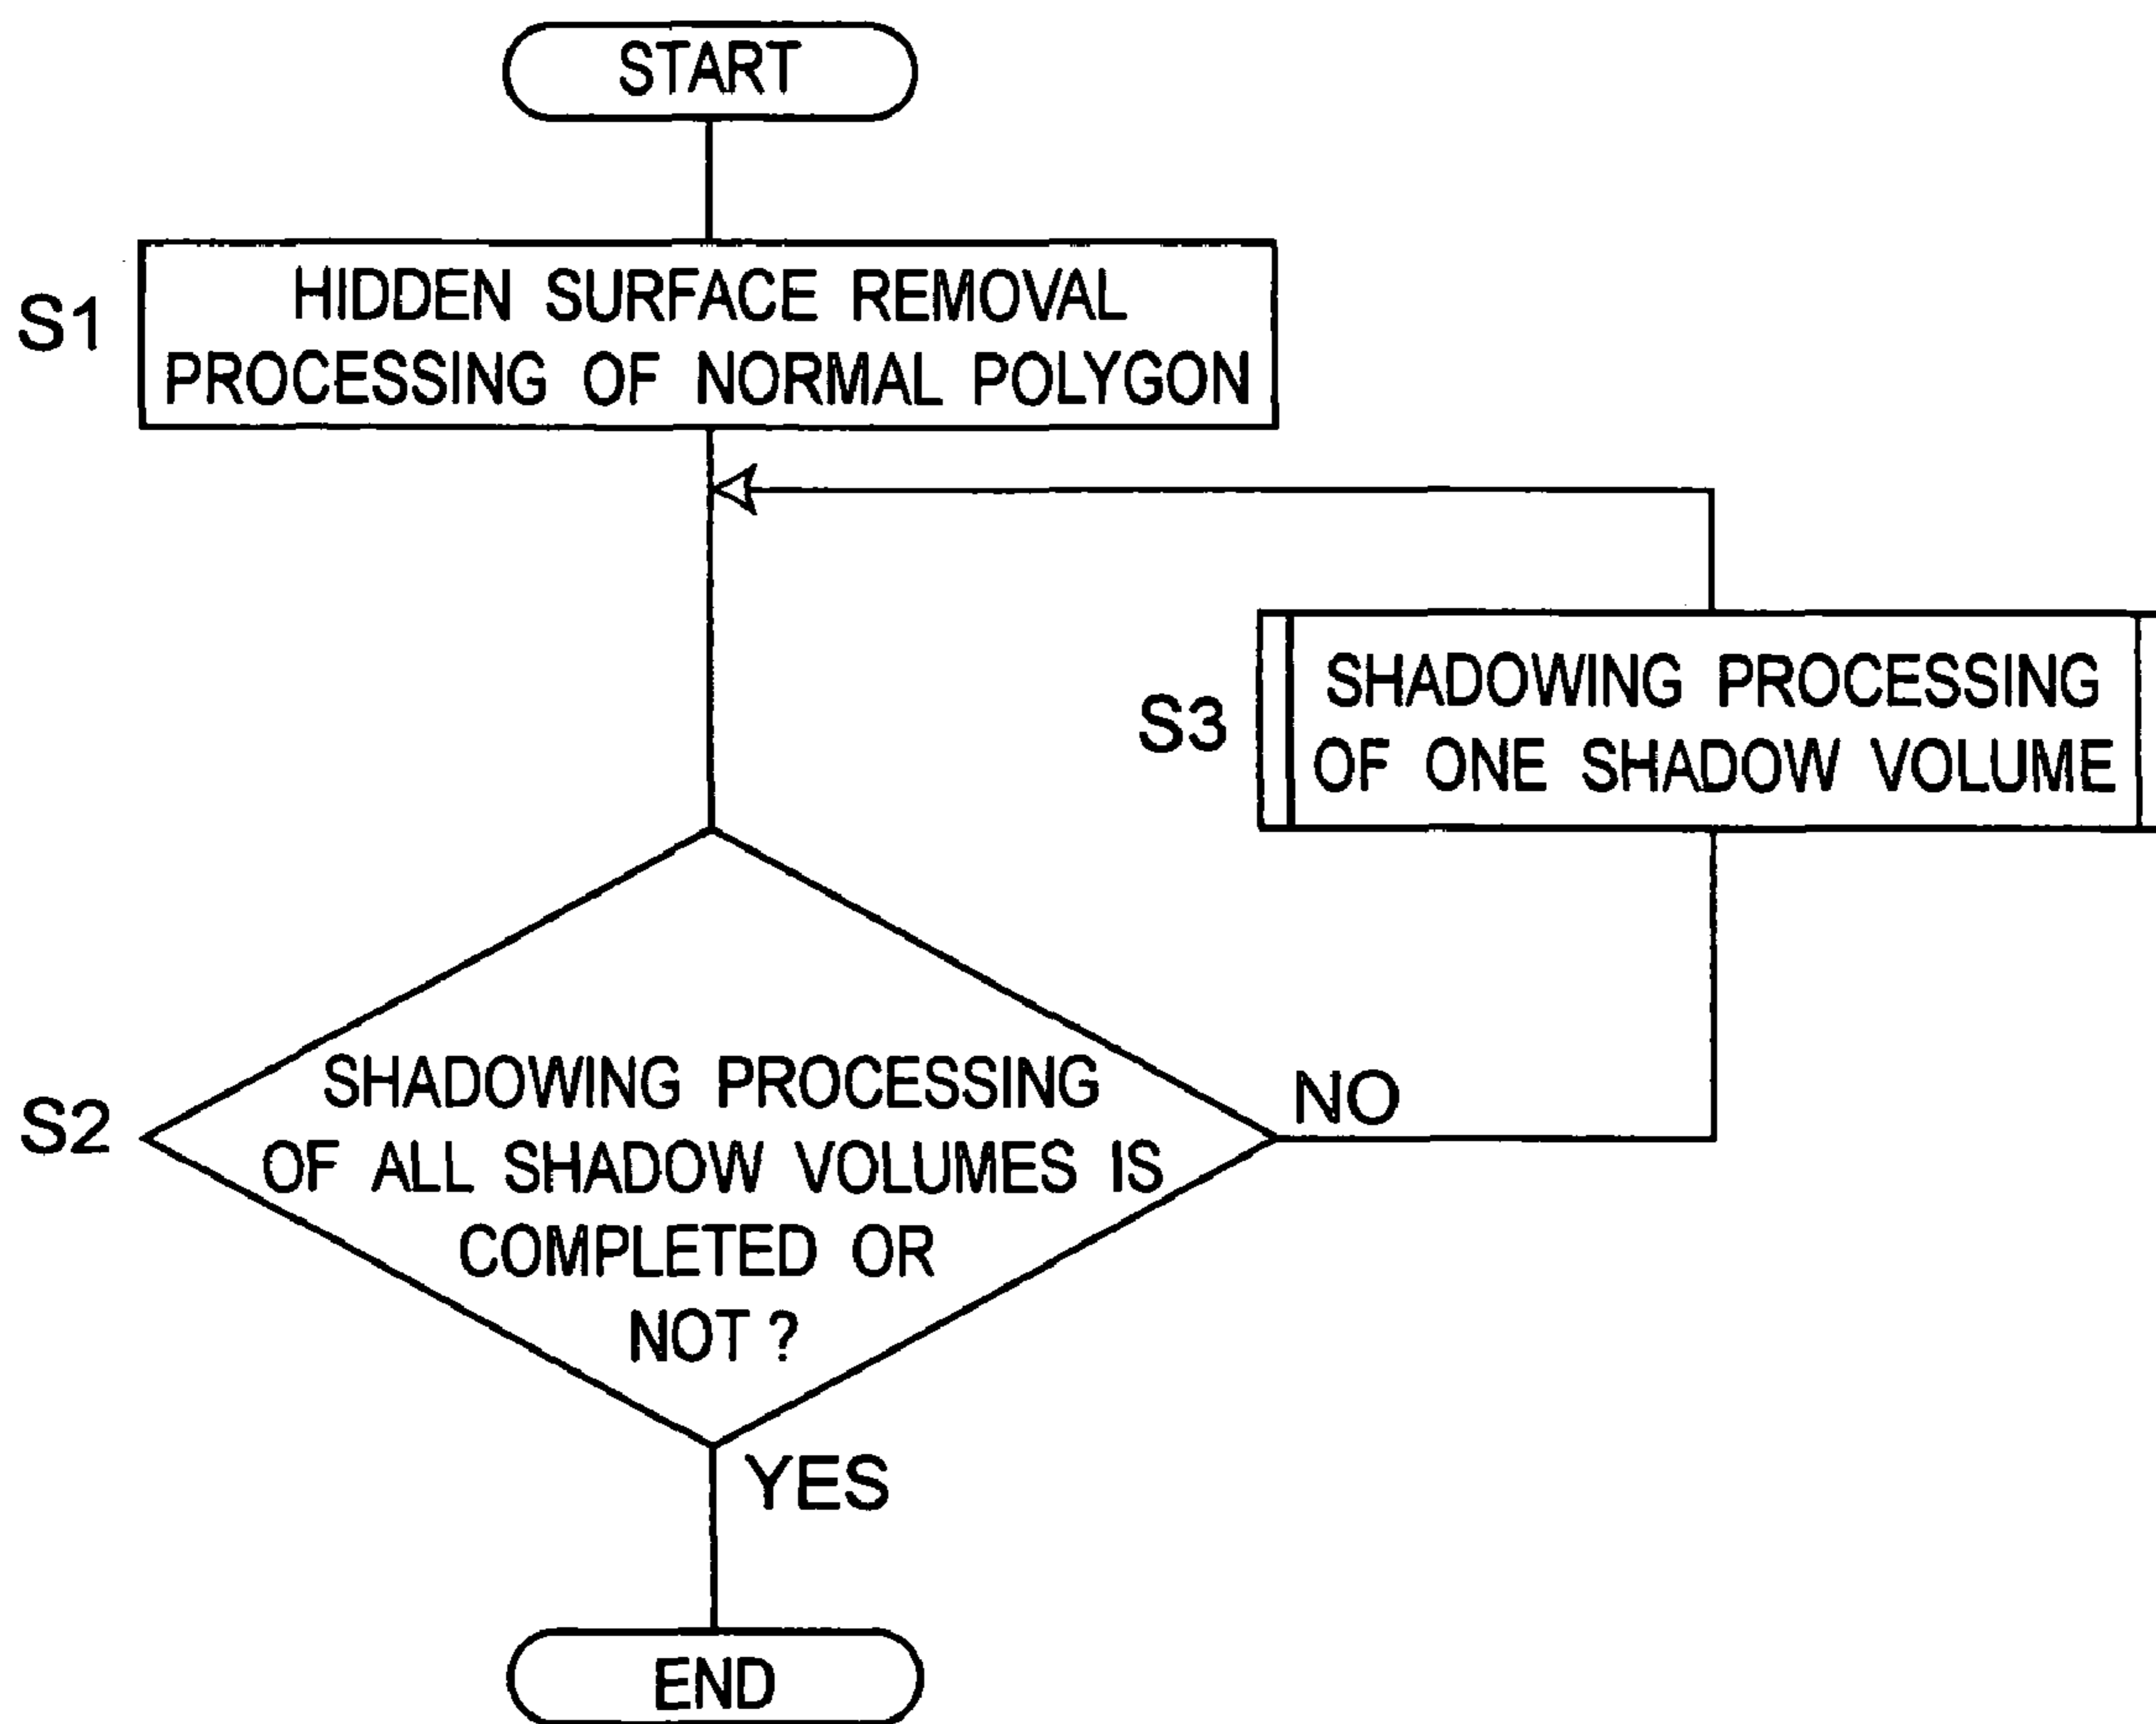 START
S1
HIDDEN SURFACE REMOVAL
PROCESSING OF NORMAL POLYGON
S3
SHADOWING PROCESSING
OF ONE SHADOW VOLUME
S2
SHADOWING PROCESSING
OF ALL SHADOW VOLUMES IS
COMPLETED OR
NOT ?
NO
YES
END